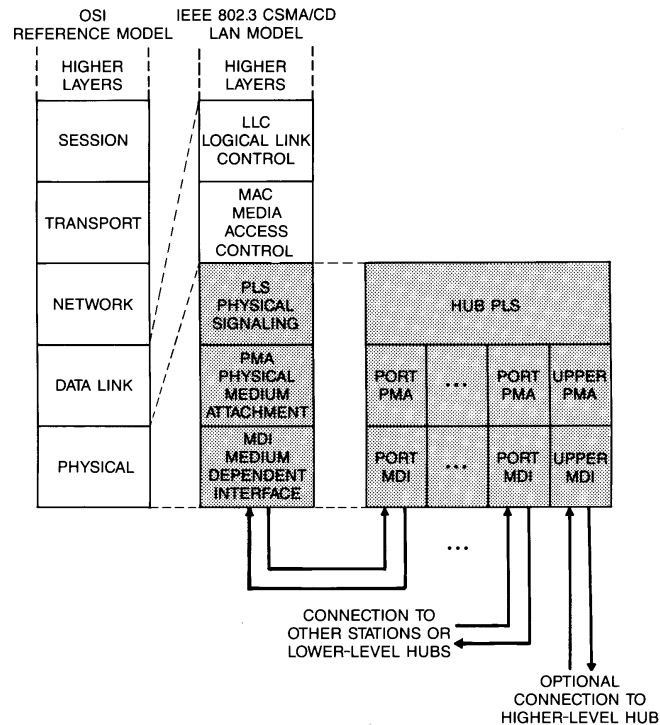 OSI
REFERENCE MODEL
IEEE 802.3 CSMA/CD
LAN MODEL
HIGHER
LAYERS
SESSION
TRANSPORT
NETWORK
DATA LINK
PHYSICAL
HIGHER
LAYERS
LLC
LOGICAL LINK
CONTROL
MAC
MEDIA
ACCESS
CONTROL
PLS
PHYSICAL
SIGNALING
PMA
PHYSICAL
MEDIUM
ATTACHMENT
MDI
MEDIUM
DEPENDENT
INTERFACE
HUB PLS
PORT
PMA
...
PORT
PMA
UPPER
PMA
PORT
MDI
...
PORT
MDI
UPPER
MDI
...
CONNECTION TO
OTHER STATIONS OR
LOWER-LEVEL HUBS
OPTIONAL
CONNECTION TO
HIGHER-LEVEL HUB